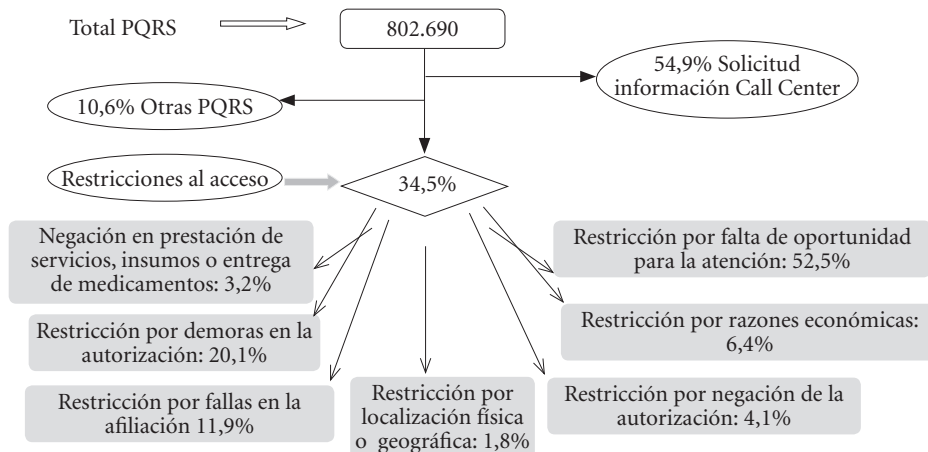 Total PQRS
802.690
54,9% Solicitud
información Call Center
10,6% Otras PQRS
Restricciones al acceso
34,5%
Negación en prestación de
servicios, insumos o entrega
de medicamentos: 3,2%
Restricción por falta de oportunidad
para la atención: 52,5%
Restricción por demoras en la
autorización: 20,1%
Restricción por razones económicas:
6,4%
Restricción por fallas en la
afiliación 11,9%
Restricción por
localización física
o geográfica: 1,8%
Restricción por negación de la
autorización: 4,1%